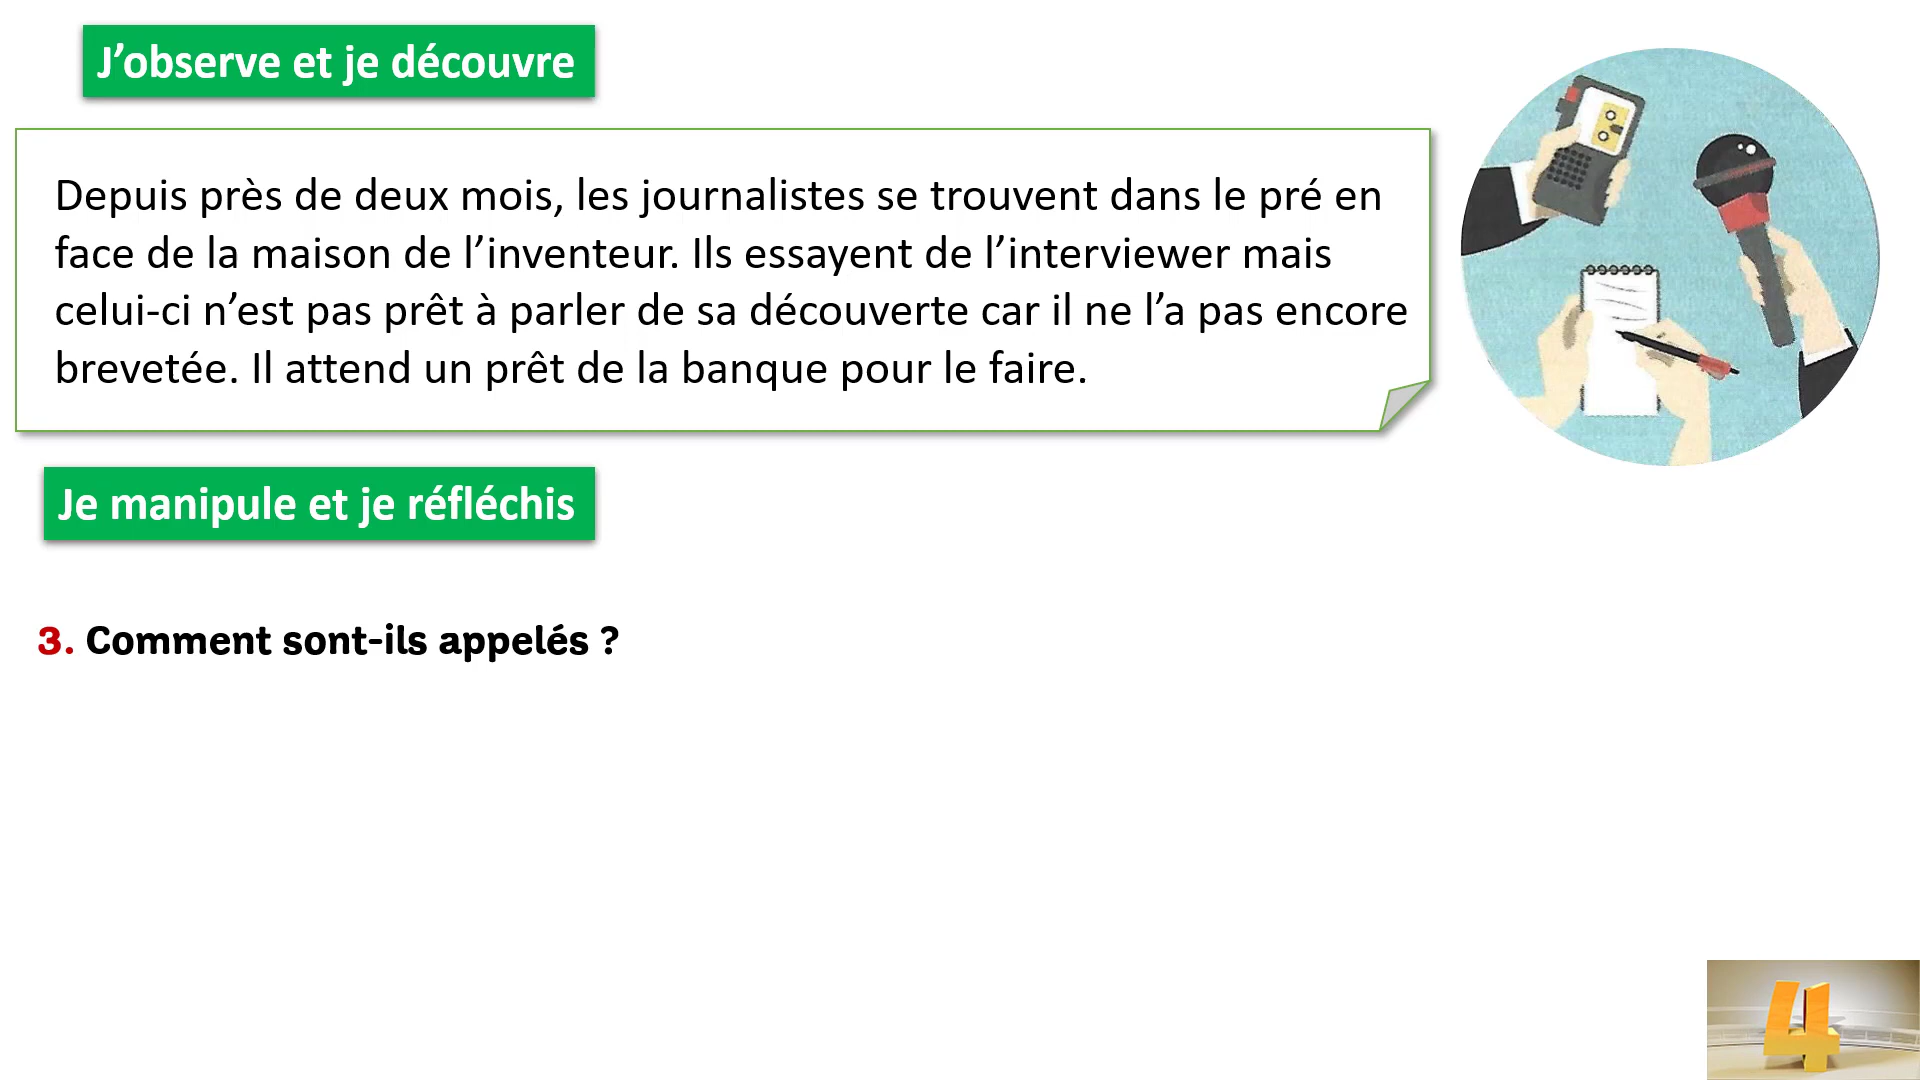 J’observe et je découvre
Depuis près de deux mois, les journalistes se trouvent dans le pré en
face de la maison de l’inventeur. Ils essayent de l’interviewer mais
celui-ci n’est pas prêt à parler de sa découverte car il ne l’a pas encore
brevetée. Il attend un prêt de la banque pour le faire.
Je manipule et je réfléchis
3. Comment sont-ils appelés ?
4